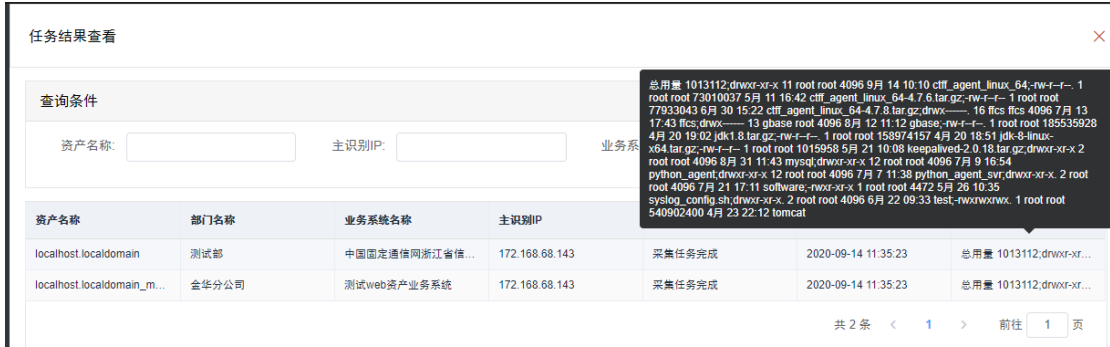 任务结果查看
查询条件
资产名称:
主识别IP:
业务系
总用量 1013112;drwxr-xr-x 11 root root 4096 9月 14 10:10 ctff_agent_linux_64;-rw-r--r--. 1
root root 73010037 5月 11 16:42 ctff_agent_linux_64-4.7.6.tar.gz;-rw-r--r-- 1 root root
77933043 6月 30 15:22 ctff_agent_linux_64-4.7.8.tar.gz;drwx------. 16 ffcs ffcs 4096 7月 13
17:43 ffcs;drwx------ 13 gbase root 4096 8月 12 11:12 gbase;-rw-r--r--. 1 root root 185535928
4月 20 19:02 jdk1.8.tar.gz;-rw-r--r--. 1 root root 158974157 4月 20 18:51 jdk-8-linux-
x64.tar.gz;-rw-r--r-- 1 root root 1015958 5月 21 10:08 keepalived-2.0.18.tar.gz;drwxr-xr-x 2
root root 4096 8月 31 11:43 mysql;drwxr-xr-x 12 root root 4096 7月 9 16:54
python_agent;drwxr-xr-x 12 root root 4096 7月 7 11:38 python_agent_svr;drwxr-xr-x. 2 root
root 4096 7月 21 17:11 software;-rwxr-xr-x 1 root root 4472 5月 26 10:35
syslog_config.sh;drwxr-xr-x. 2 root root 4096 6月 22 09:33 test;-rwxrwxrwx. 1 root root
540902400 4月 23 22:12 tomcat
资产名称 部门名称 业务系统名称 主识别IP
localhost.localdomain 测试部 中国固定通信网浙江省信... 172.168.68.143 采集任务完成 2020-09-14 11:35:23 总用量 1013112;drwxr-xr...
localhost.localdomain_m... 金华分公司 测试web资产业务系统 172.168.68.143 采集任务完成 2020-09-14 11:35:23 总用量 1013112;drwxr-xr...
共 2 条 < 1 > 前往 1 页